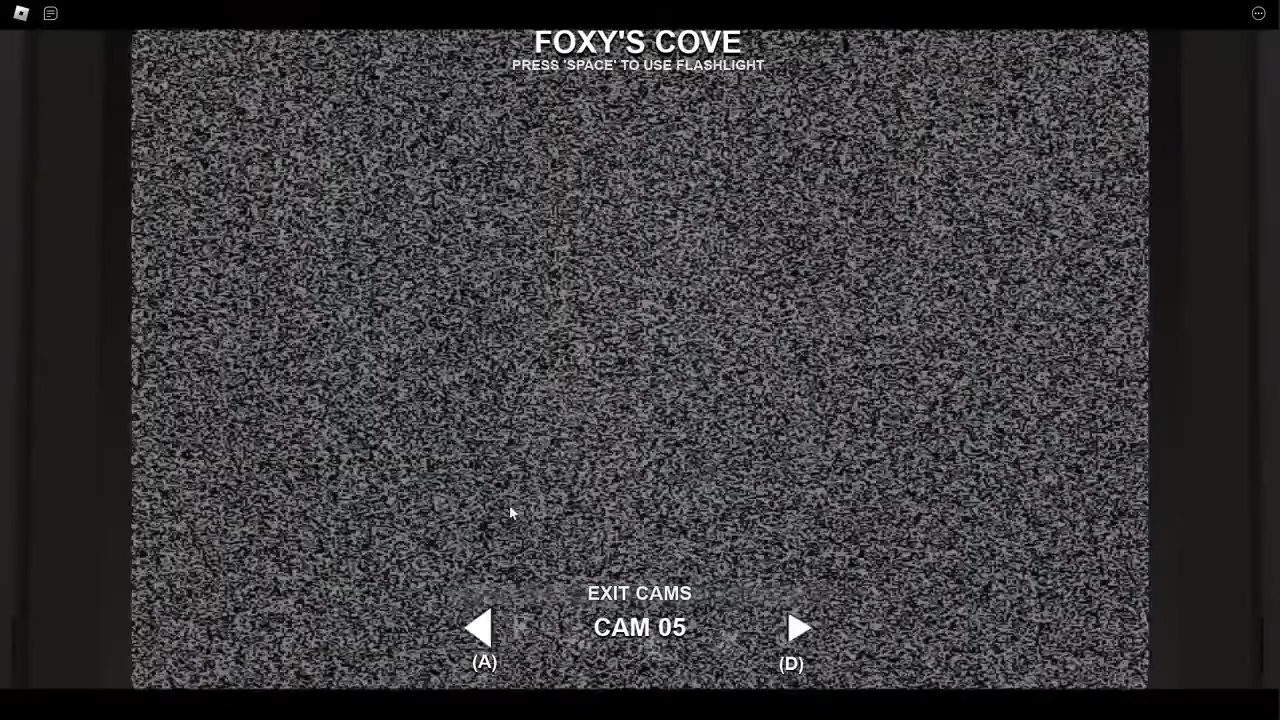 FOXY'S COVE
PRESS 'SPACE' TO USE FLASHLIGHT
EXIT CAMS
CAM 05
(A)
(D)